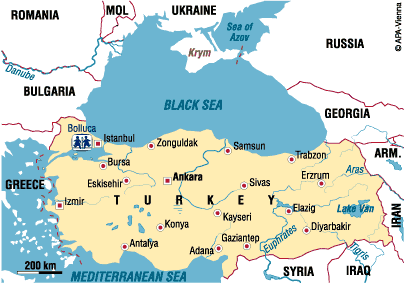 ROMANIA
MOL
UKRAINE
© APA-Vienna
Sea of
Azov
Krym
RUSSIA
Danube
BULGARIA
BLACK SEA
GEORGIA
Bolluca
Istanbul
Zonguldak
Samsun
Trabzon
ARM.
Bursa
Eskisehir
Ankara
Sivas
Erzrum
Aras
GREECE
IRAN
Izmir
TURKEY
Kayseri
Elazig
Lake Van
Konya
Antalya
Adana
Gaziantep
Euphrates
Diyarbakir
Tigris
200 km
MEDITERRANEAN SEA
SYRIA
IRAQ